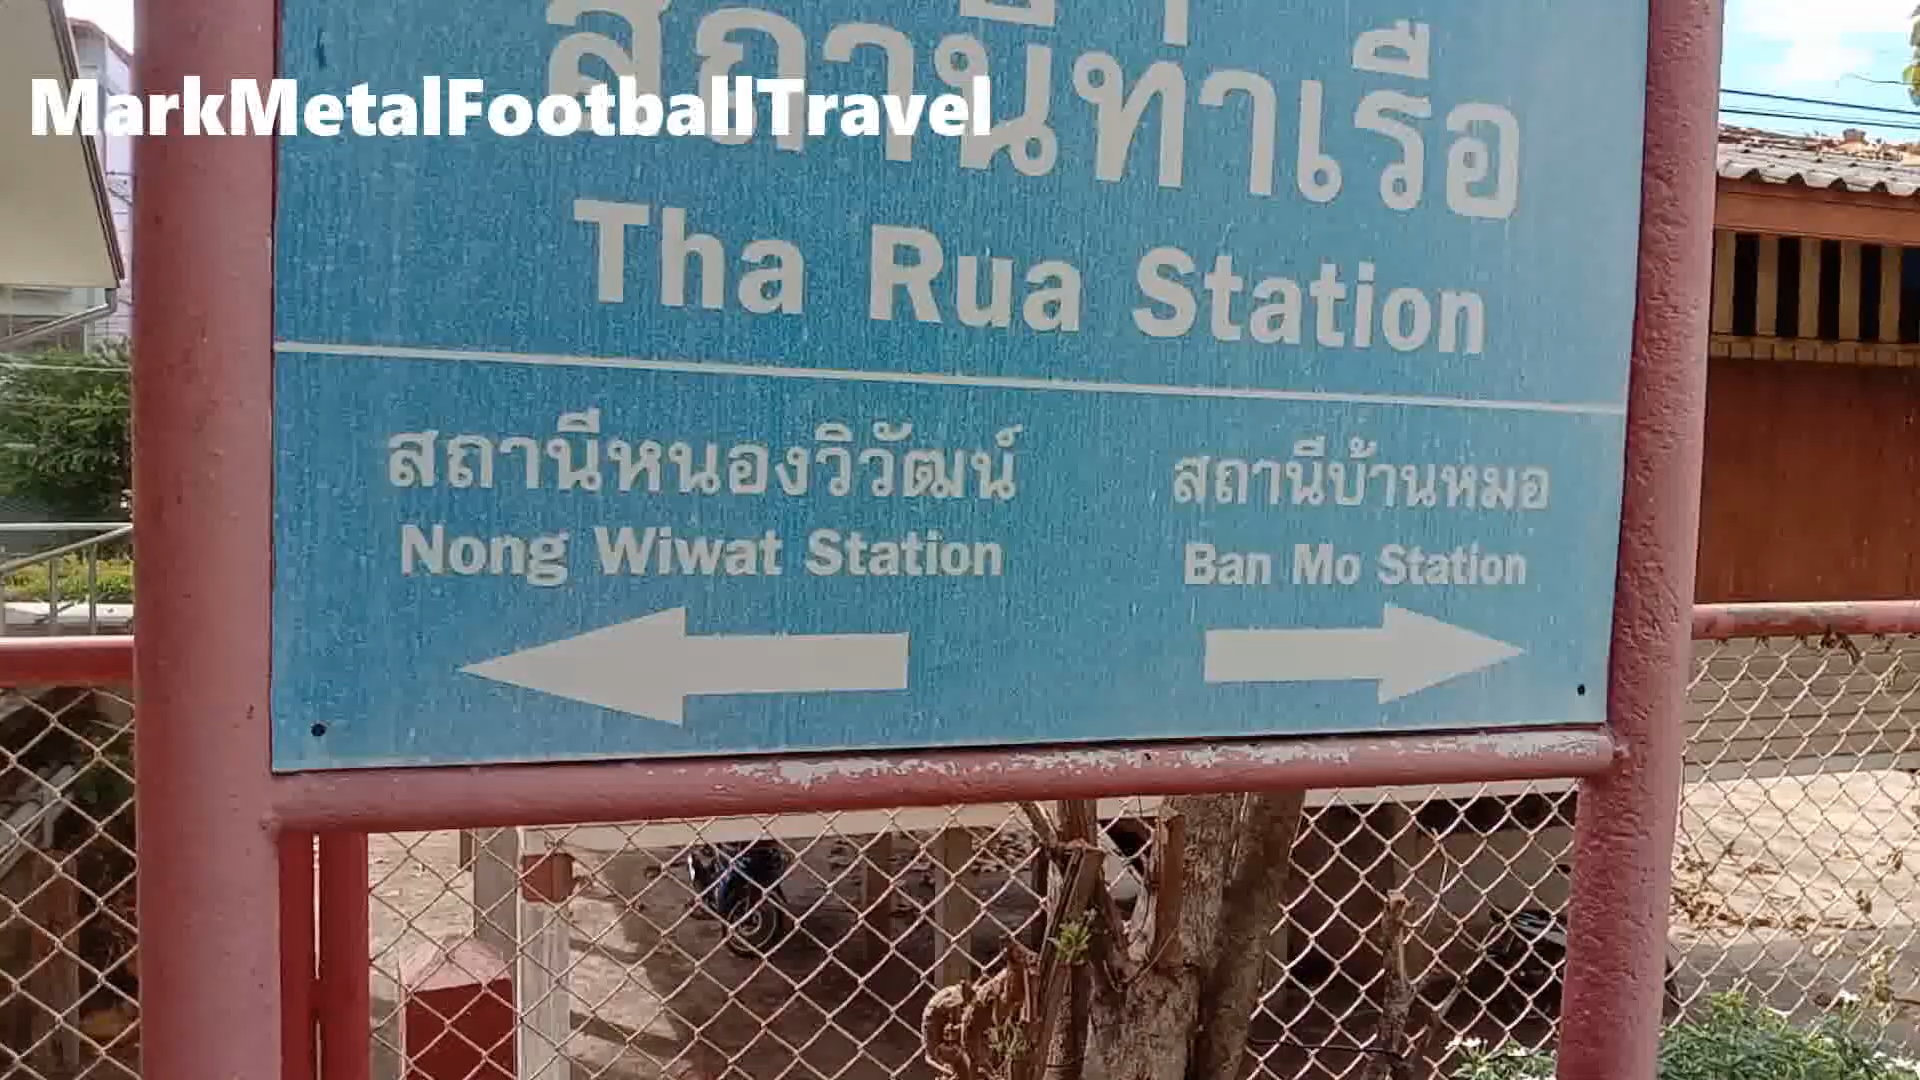 MarkMetalFootballTravel
สถานีท่าเรือ
Tha Rua Station
สถานีหนองวิวัฒน์
Nong Wiwat Station
สถานีบ้านหมอ
Ban Mo Station